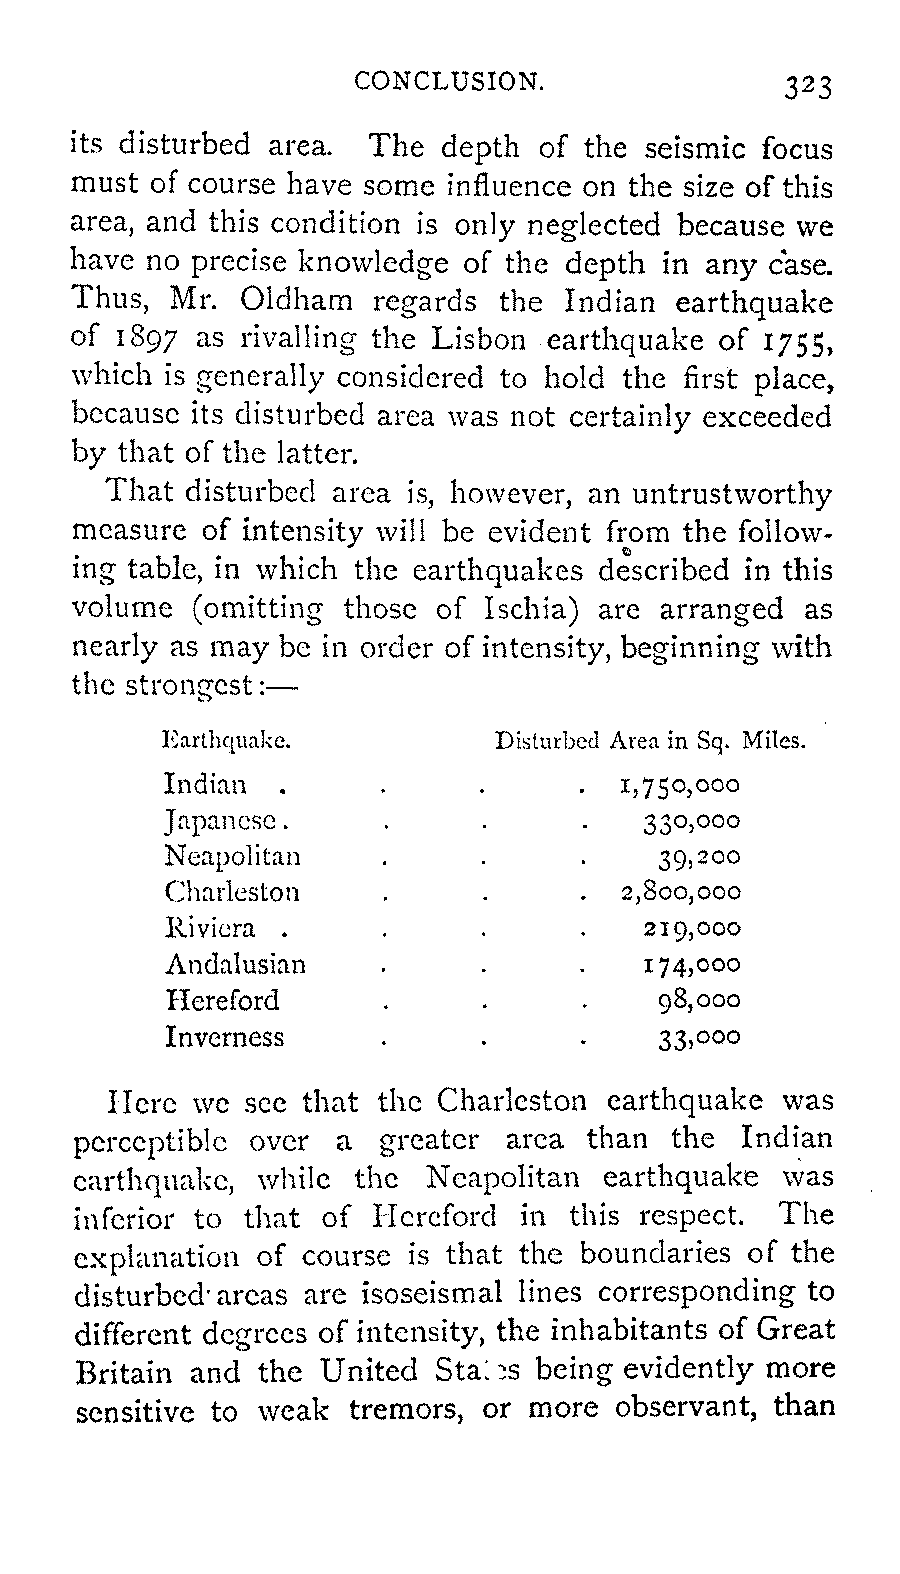 CONCLUSION. 323
its disturbed area. The depth of the seismic focus
must of course have some influence on the size of this
area, and this condition is only neglected because we
have no precise knowledge of the depth in any case.
Thus, Mr. Oldham regards the Indian earthquake
of 1897 as rivalling the Lisbon earthquake of 1755,
which is generally considered to hold the first place,
because its disturbed area was not certainly exceeded
by that of the latter.
That disturbed area is, however, an untrustworthy
measure of intensity will be evident from the follow-
ing table, in which the earthquakes described in this
volume (omitting those of Ischia) are arranged as
nearly as may be in order of intensity, beginning with
the strongest:—
Earthquake. Disturbed Area in Sq. Miles.
Indian . . . . 1,750,000
Japanese . . . . 330,000
Neapolitan . . . 39,200
Charleston . . . 2,800,000
Riviera . . . . 219,000
Andalusian . . . 174,000
Hereford . . . 98,000
Inverness . . . 33,000
Here we see that the Charleston earthquake was
perceptible over a greater area than the Indian
earthquake, while the Neapolitan earthquake was
inferior to that of Hereford in this respect. The
explanation of course is that the boundaries of the
disturbed areas are isoseismal lines corresponding to
different degrees of intensity, the inhabitants of Great
Britain and the United States being evidently more
sensitive to weak tremors, or more observant, than